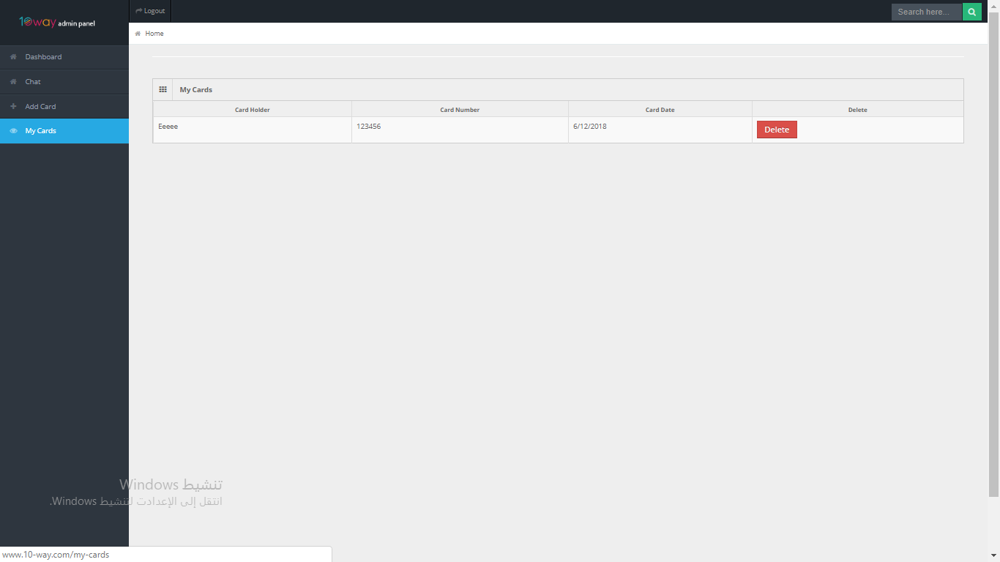 10way admin panel
Logout
Search here...
Home
Dashboard
Chat
Add Card
My Cards
My Cards
Card Holder Card Number Card Date Delete
Eeeee 123456 6/12/2018 Delete
تنشيط Windows
انتقل إلى الإعدادت لتنشيط Windows.
www.10-way.com/my-cards